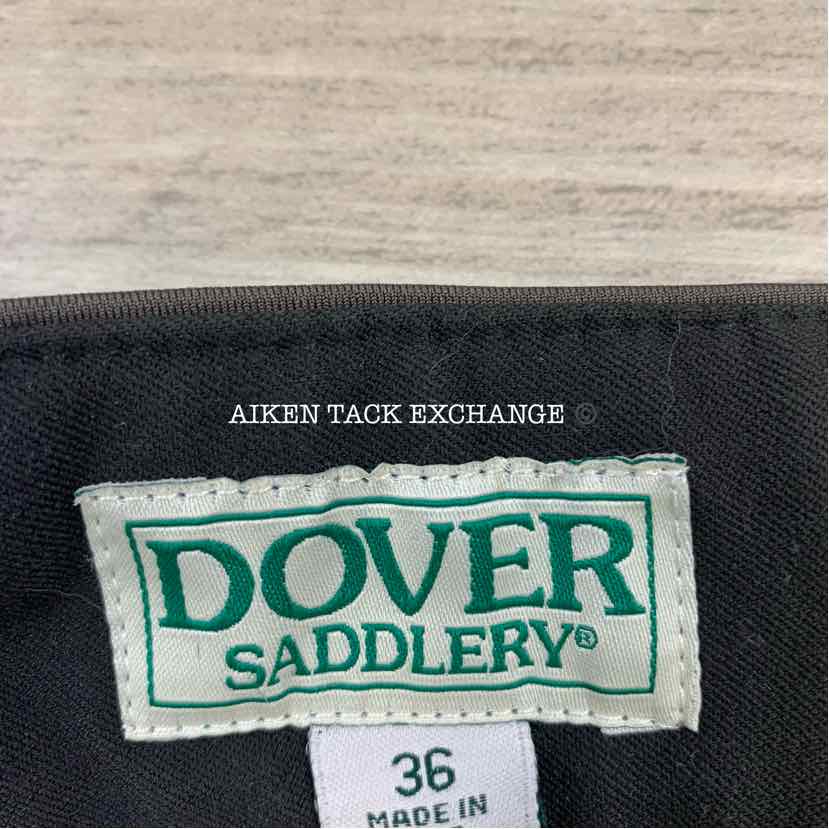 AIKEN TACK EXCHANGE ©
DOVER
SADDLERY®
36
MADE IN